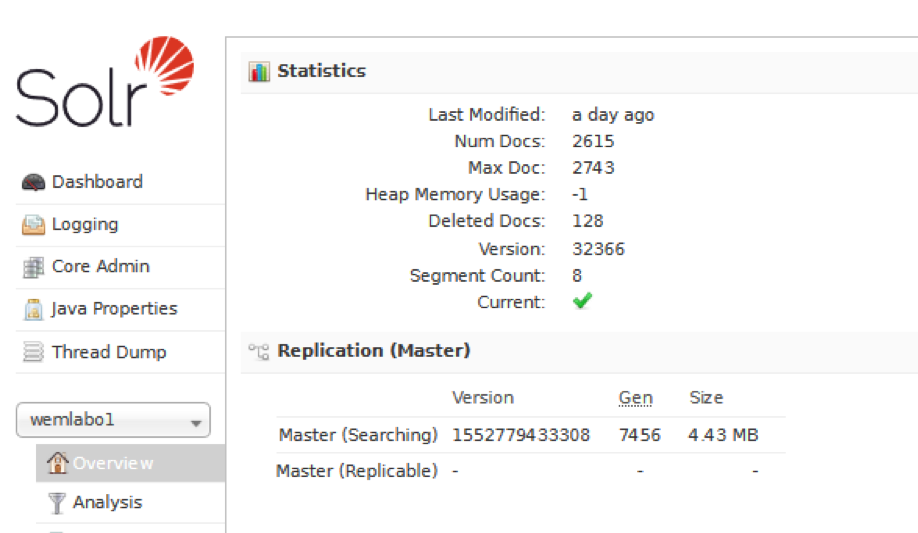 Solr
Dashboard
Logging
Core Admin
Java Properties
Thread Dump
wemlabo1
Overview
Analysis
Statistics
Last Modified: a day ago
Num Docs: 2615
Max Doc: 2743
Heap Memory Usage: -1
Deleted Docs: 128
Version: 32366
Segment Count: 8
Current:
Replication (Master)
Version Gen Size
Master (Searching) 1552779433308 7456 4.43 MB
Master (Replicable) - - -